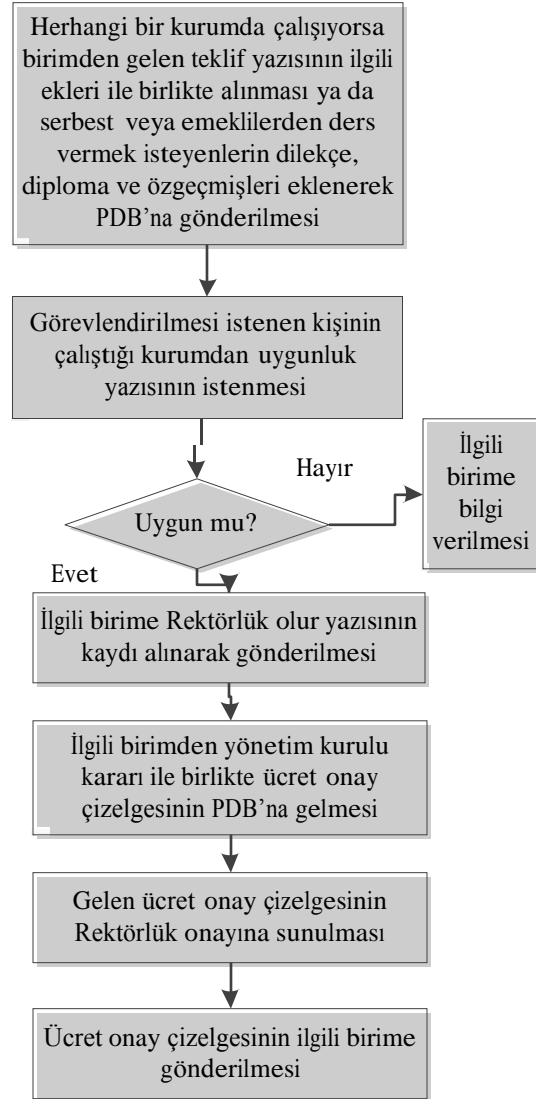 Herhangi bir kurumda çalışıyorsa
birimden gelen teklif yazısının ilgili
ekleri ile birlikte alınması ya da
serbest veya emeklilerden ders
vermek isteyenlerin dilekçe,
diploma ve özgeçmişleri eklenerek
PDB’na gönderilmesi
Görevlendirilmesi istenen kişinin
çalıştığı kurumdan uygunluk
yazısının istenmesi
Uygun mu?
Hayır
İlgili
birime
bilgi
verilmesi
Evet
İlgili birime Rektörlük olur yazısının
kaydı alınarak gönderilmesi
İlgili birimden yönetim kurulu
kararı ile birlikte ücret onay
çizelgesinin PDB’na gelmesi
Gelen ücret onay çizelgesinin
Rektörlük onayına sunulması
Ücret onay çizelgesinin ilgili birime
gönderilmesi